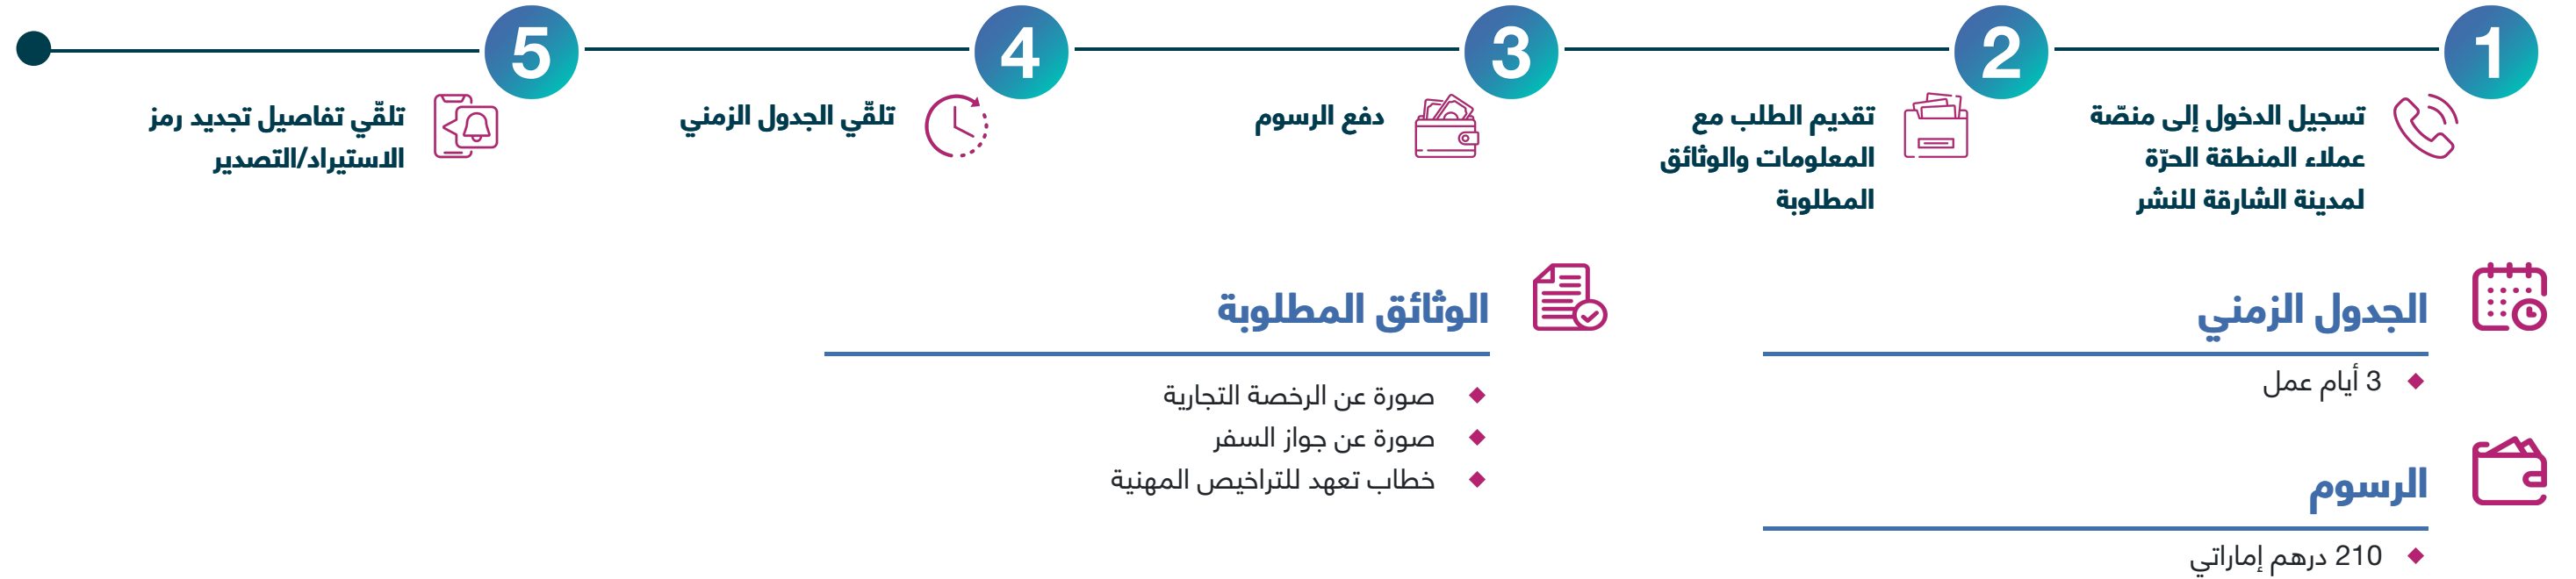 1
تسجيل الدخول إلى منصّة
عملاء المنطقة الحرّة
لمدينة الشارقة للنشر
2
تقديم الطلب مع
المعلومات والوثائق
المطلوبة
3
دفع الرسوم
4
تلقّي الجدول الزمني
5
تلقّي تفاصيل تجديد رمز
الاستيراد/التصدير
الجدول الزمني
3 أيام عمل
الرسوم
210 درهم إماراتي
الوثائق المطلوبة
صورة عن الرخصة التجارية
صورة عن جواز السفر
خطاب تعهد للتراخيص المهنية